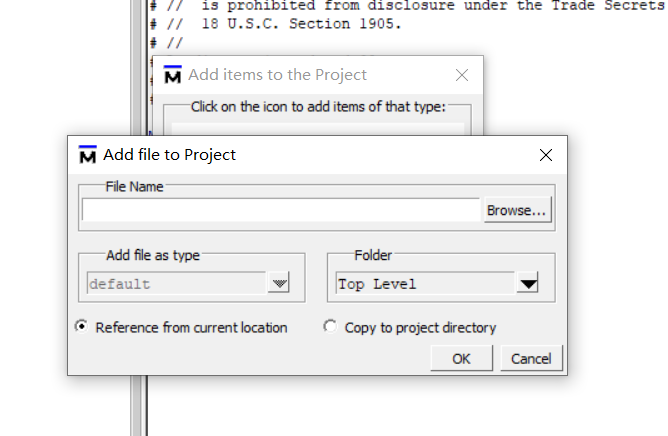 # //  is prohibited from disclosure under the Trade Secrets
# //  18 U.S.C. Section 1905.
# //
#
Add items to the Project
Click on the icon to add items of that type:
Add file to Project
File Name
Browse...
Add file as type
Folder
default
Top Level
Reference from current location
Copy to project directory
OK
Cancel